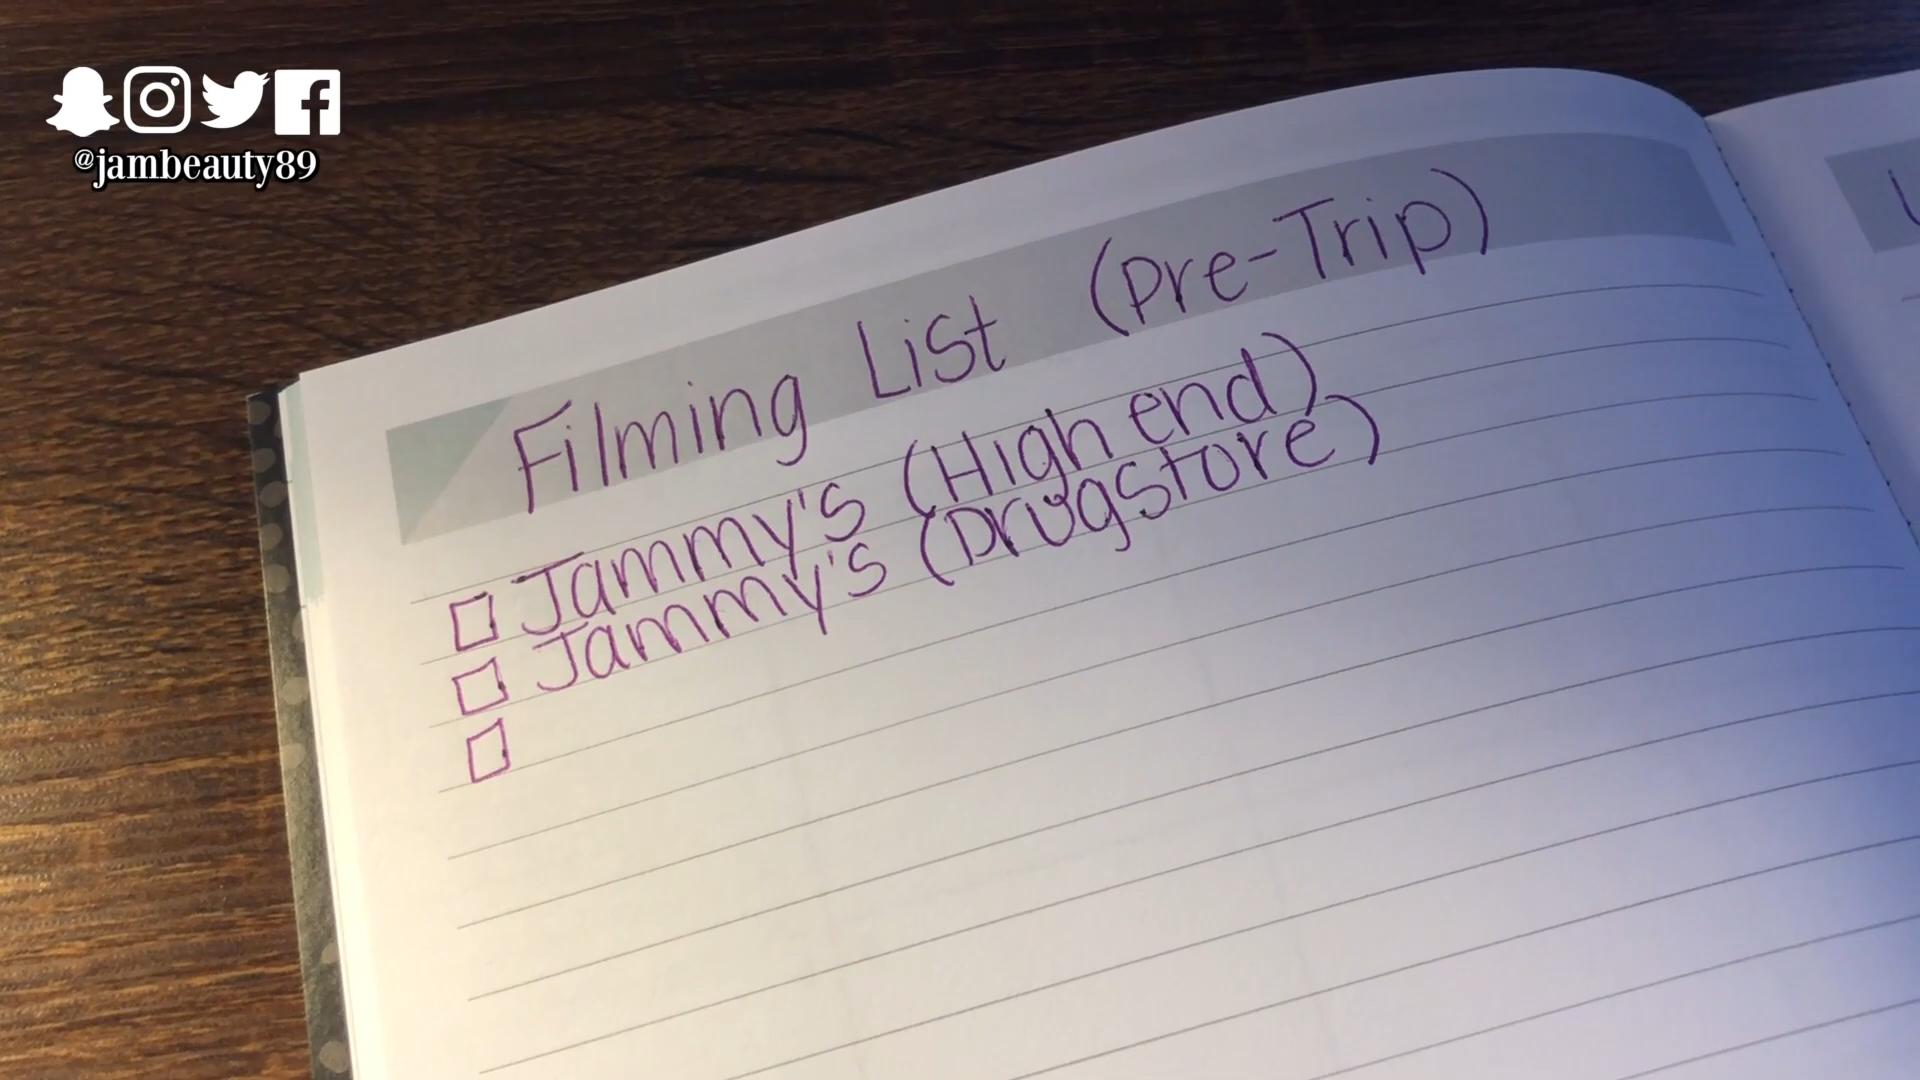 @jambeauty89
Filming List (Pre-Trip)
Jammy's (High end)
Jammy's (Drugstore)